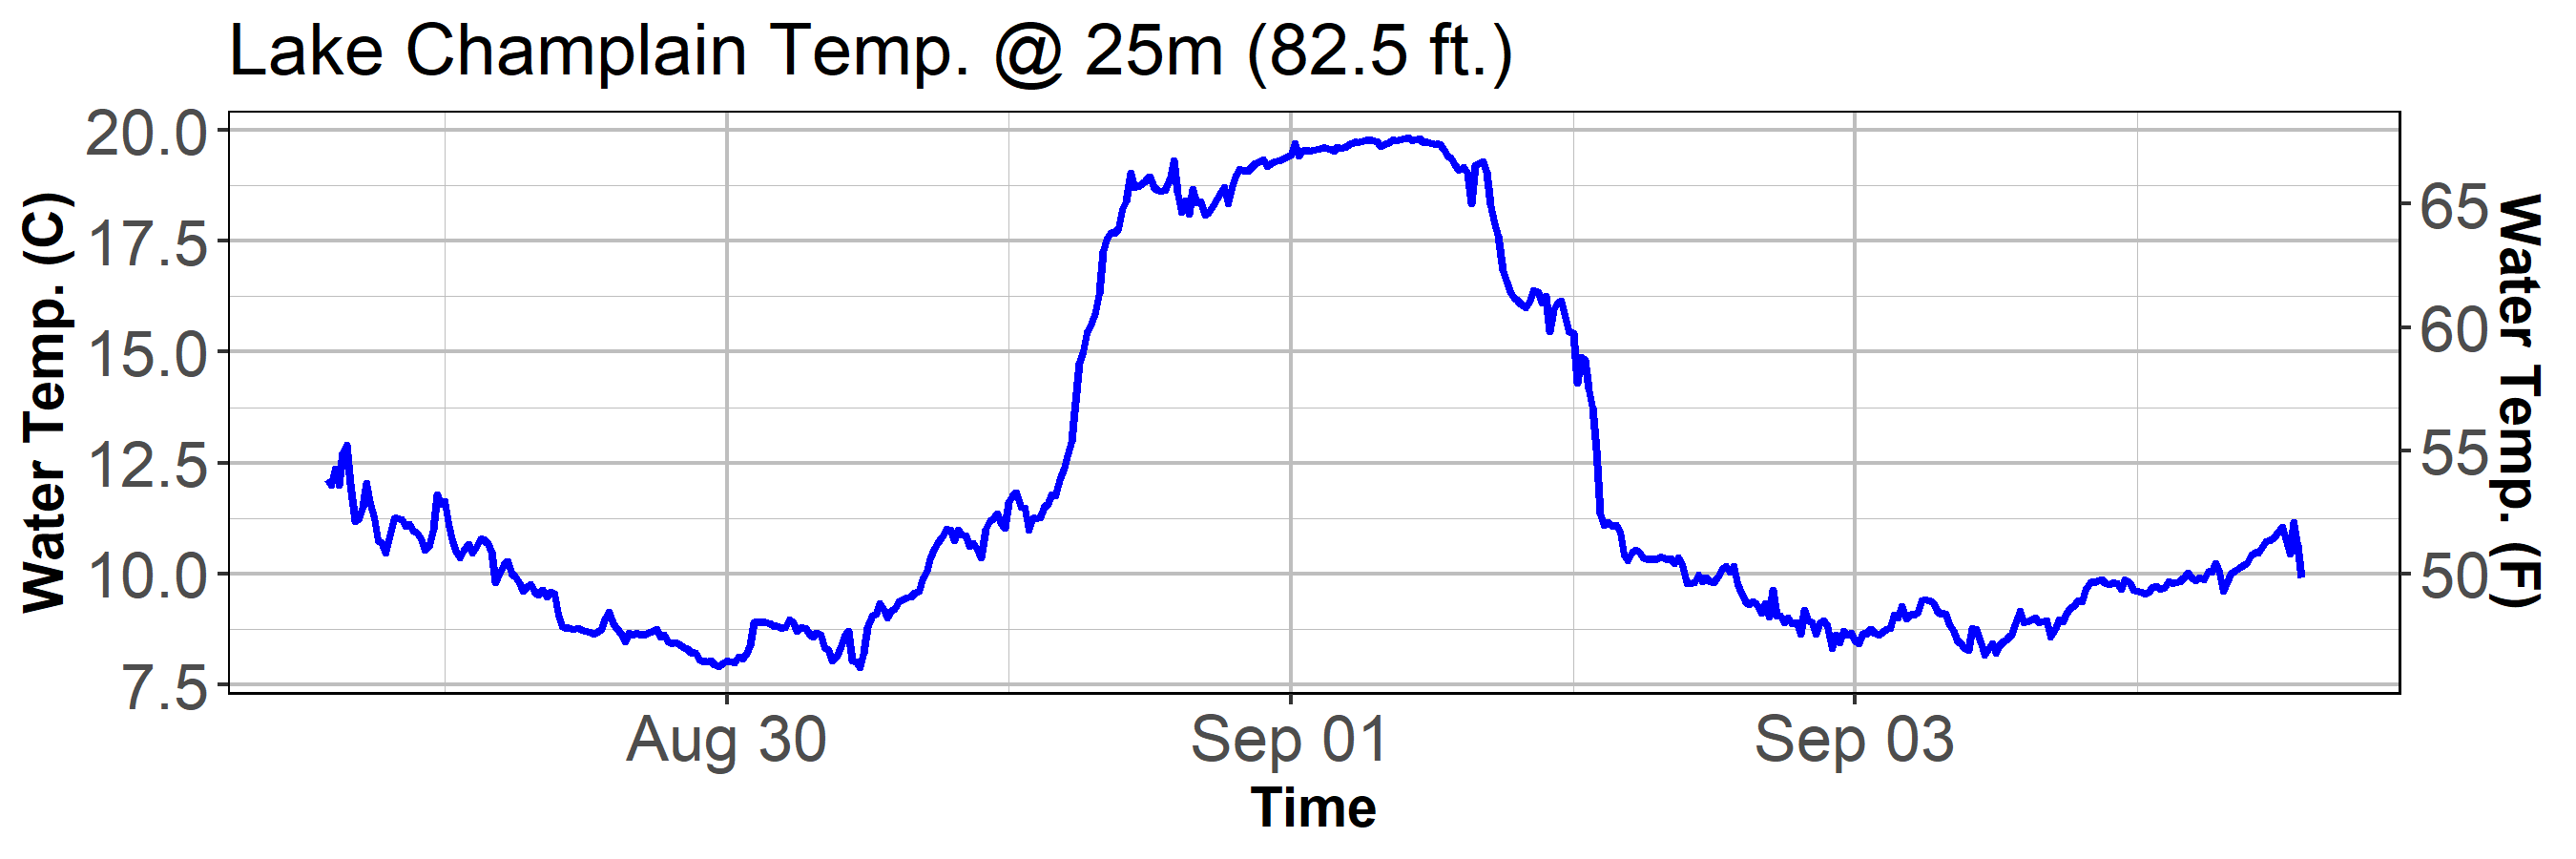 Lake Champlain Temp. @ 25m (82.5 ft.)
Water Temp. (C)
20.0
17.5
15.0
12.5
10.0
7.5
65
60
55
50
Water Temp. (F)
Aug 30
Sep 01
Sep 03
Time